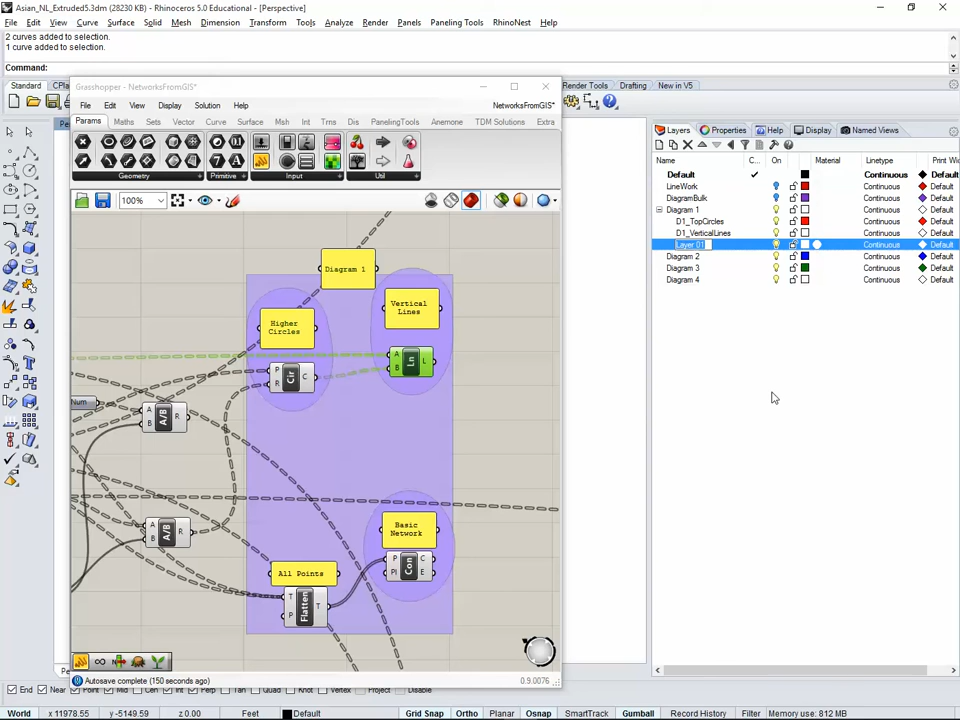 Asian_NL_Extruded5.3dm (28230 KB) - Rhinoceros 5.0 Educational - [Perspective]
File Edit View Curve Surface Solid Mesh Dimension Transform Tools Analyze Render Panels Paneling Tools RhinoNest Help
2 curves added to selection.
1 curve added to selection.
Command:
Standard CPla Render Tools Drafting New in V5
Grasshopper - NetworksFromGIS*
File Edit View Display Solution Help NetworksFromGIS*
Params Maths Sets Vector Curve Surface Msh Int Trns Dis PanelingTools Anemone TDM Solutions Extra
Geometry Primitive Input Util
100%
Layers Properties Help Display Named Views
Name C... On Material Linetype Print Wi
Default Continuous Default
LineWork Continuous Default
DiagramBulk Continuous Default
Diagram 1 Continuous Default
D1_TopCircles Continuous Default
D1_VerticalLines Continuous Default
Layer 01 Continuous Default
Diagram 2 Continuous Default
Diagram 3 Continuous Default
Diagram 4 Continuous Default
Diagram 1
Vertical
Lines
Higher
Circles
A B Ln L
P R Cir C
Num
A B A/B R
A B A/B R
Basic
Network
P Pl Con C E
All Points
T P Flatten T
Autosave complete (150 seconds ago) 0.9.0076
End Near Point Mid Cen Int Perp Tan Quad Knot Vertex Project Disable
World x 11978.55 y -5149.59 z 0.00 Feet Default Grid Snap Ortho Planar Osnap SmartTrack Gumball Record History Filter Memory use: 812 MB